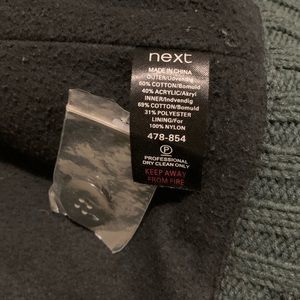 next
MADE IN CHINA
OUTER/Udvendig
60% COTTON/Bomuld
40% ACRYLIC/Akryl
INNER/Indvendig
69% COTTON/Bomuld
31% POLYESTER
LINING/For
100% NYLON
478-854
P
PROFESSIONAL
DRY CLEAN ONLY
KEEP AWAY
FROM FIRE